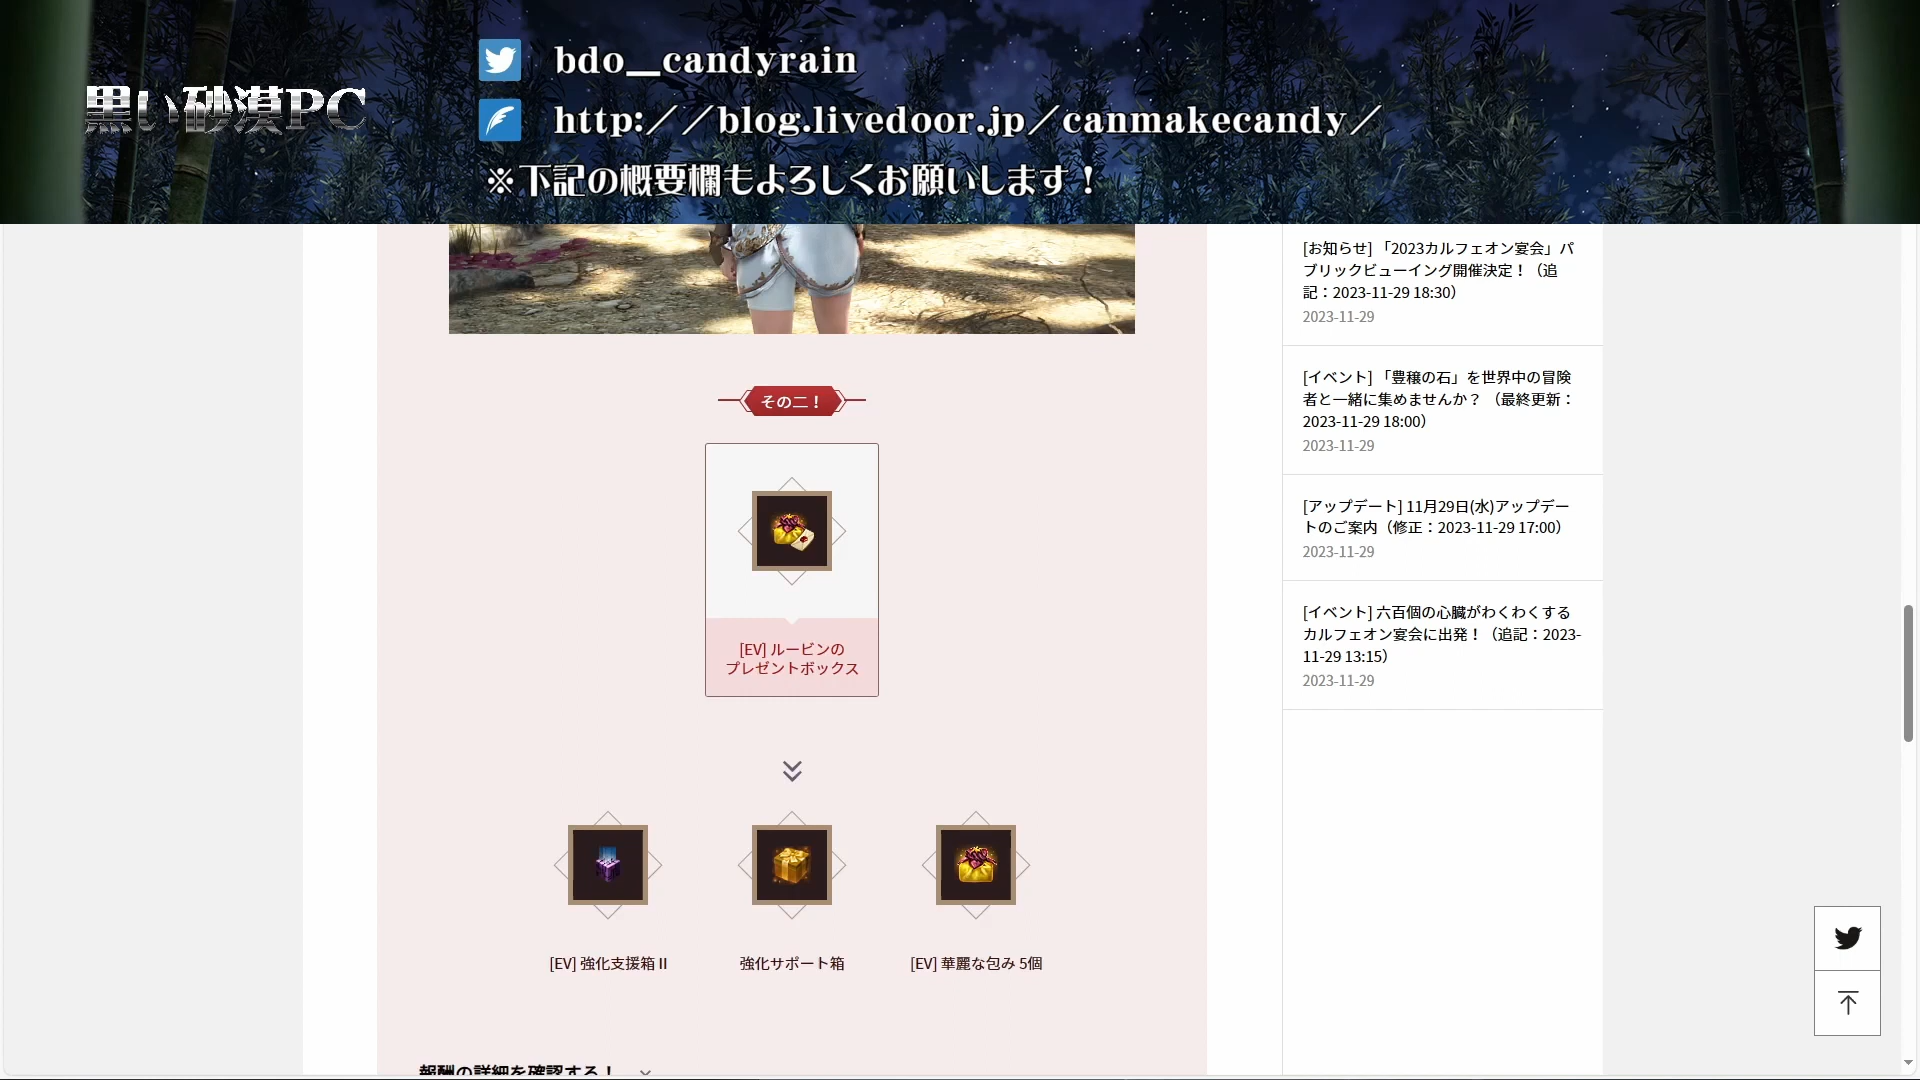 黒い砂漠PC
bdo__candyrain
http://blog.livedoor.jp/canmakecandy/
※下記の概要欄もよろしくお願いします！
その二！
[EV] ルービンの
プレゼントボックス
[EV] 強化支援箱 II
強化サポート箱
[EV] 華麗な包み 5個
報酬の詳細を確認する！
[お知らせ] 「2023カルフェオン宴会」パ
ブリックビューイング開催決定！（追
記：2023-11-29 18:30）
2023-11-29
[イベント] 「豊穣の石」を世界中の冒険
者と一緒に集めませんか？ （最終更新：
2023-11-29 18:00）
2023-11-29
[アップデート] 11月29日(水)アップデー
トのご案内（修正：2023-11-29 17:00）
2023-11-29
[イベント] 六百個の心臓がわくわくする
カルフェオン宴会に出発！（追記：2023-
11-29 13:15）
2023-11-29